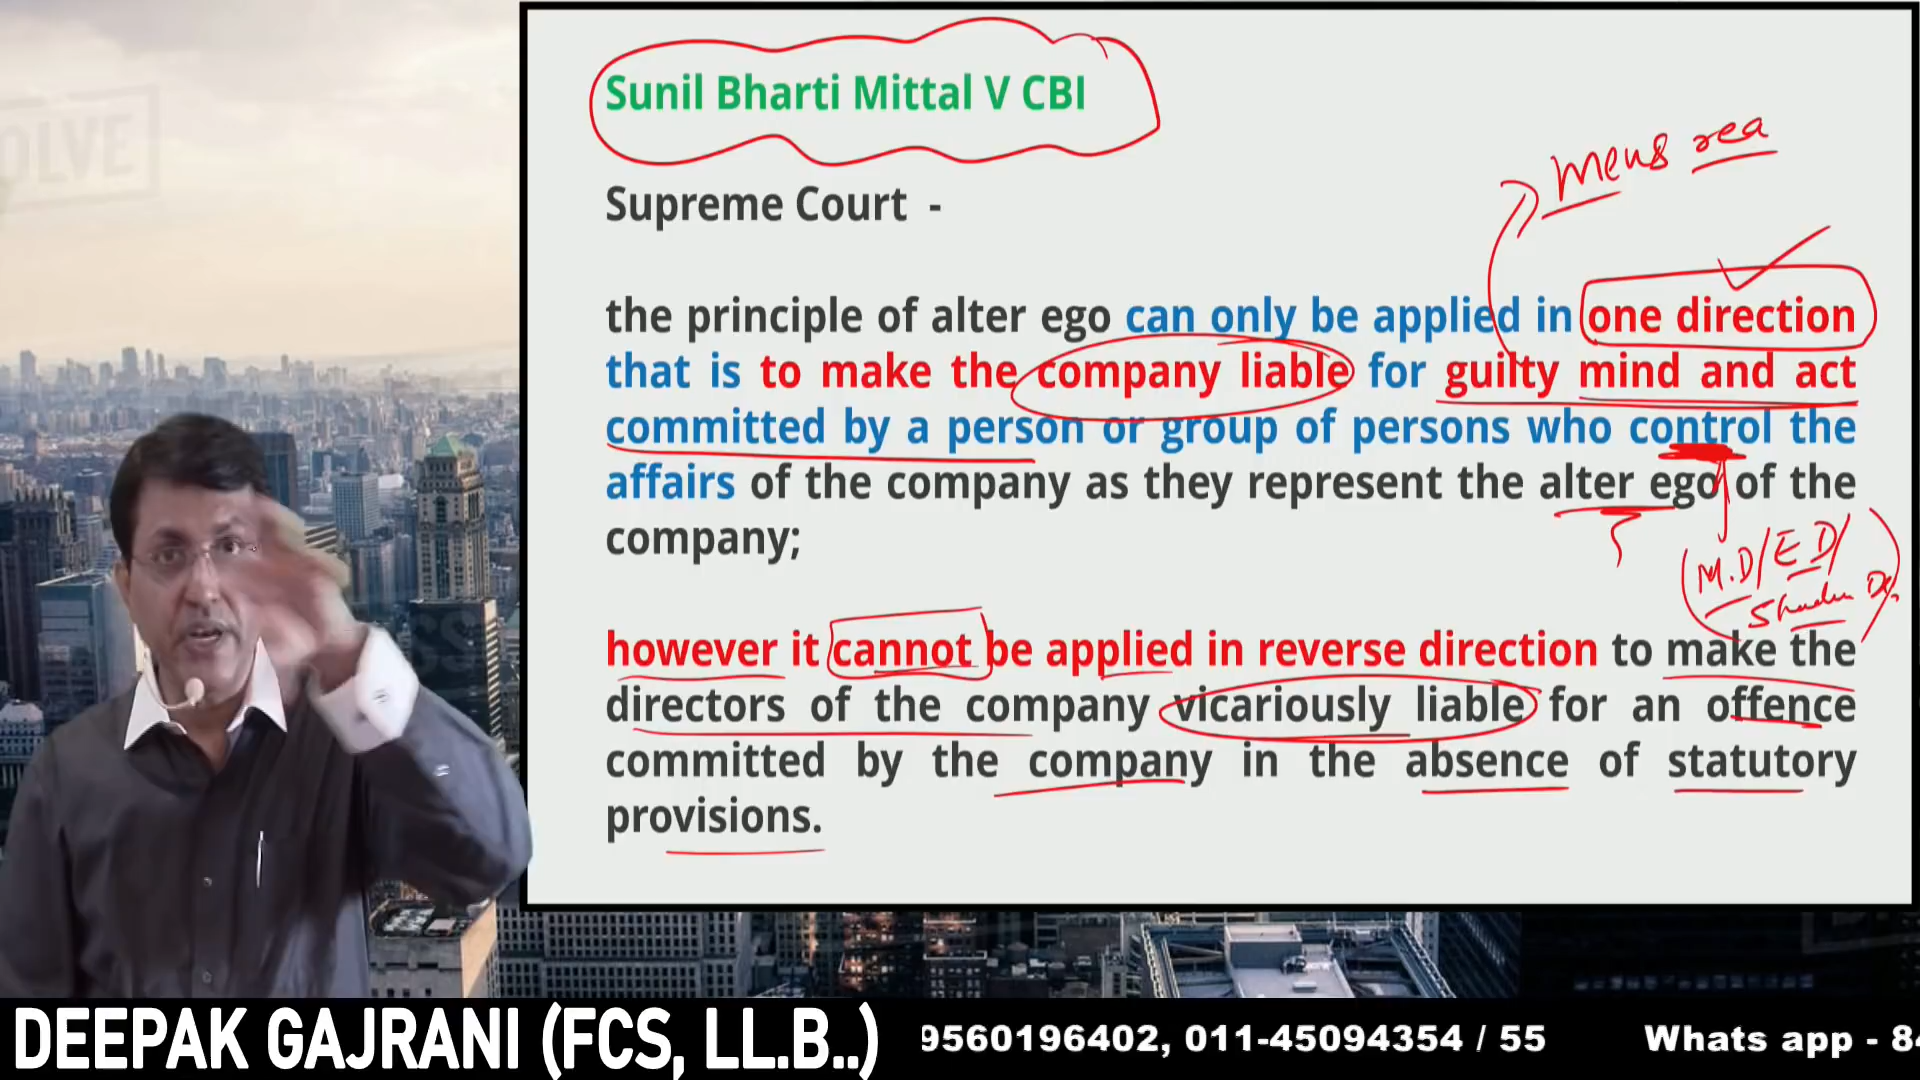 OLVE
Sunil Bharti Mittal V CBI
mens rea
Supreme Court -
the principle of alter ego can only be applied in one direction
that is to make the company liable for guilty mind and act
committed by a person or group of persons who control the
affairs of the company as they represent the alter ego of the
company;
(M.D/ED/
however it cannot be applied in reverse direction to make the
directors of the company vicariously liable for an offence
committed by the company in the absence of statutory
provisions.
DEEPAK GAJRANI (FCS, LL.B..)
9560196402, 011-45094354 / 55
Whats app - 84